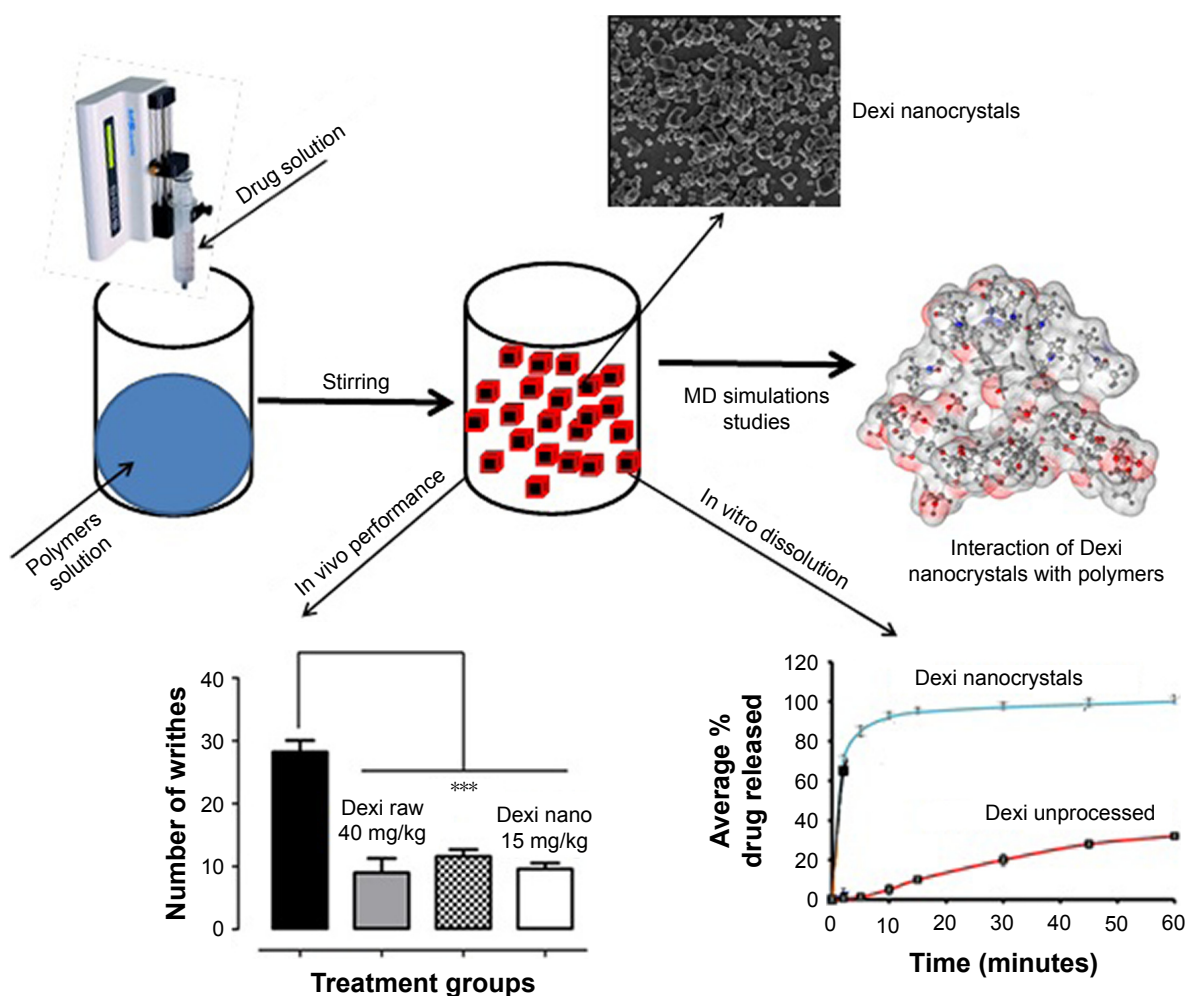 Dexi nanocrystals
Drug solution
Stirring
MD simulations
studies
Polymers
solution
In vivo performance
In vitro dissolution
Interaction of Dexi
nanocrystals with polymers
Number of writhes
40
30
20
10
0
***
Dexi raw
40 mg/kg
Dexi nano
15 mg/kg
Treatment groups
Average %
drug released
120
100
80
60
40
20
0
Dexi nanocrystals
Dexi unprocessed
0 10 20 30 40 50 60
Time (minutes)